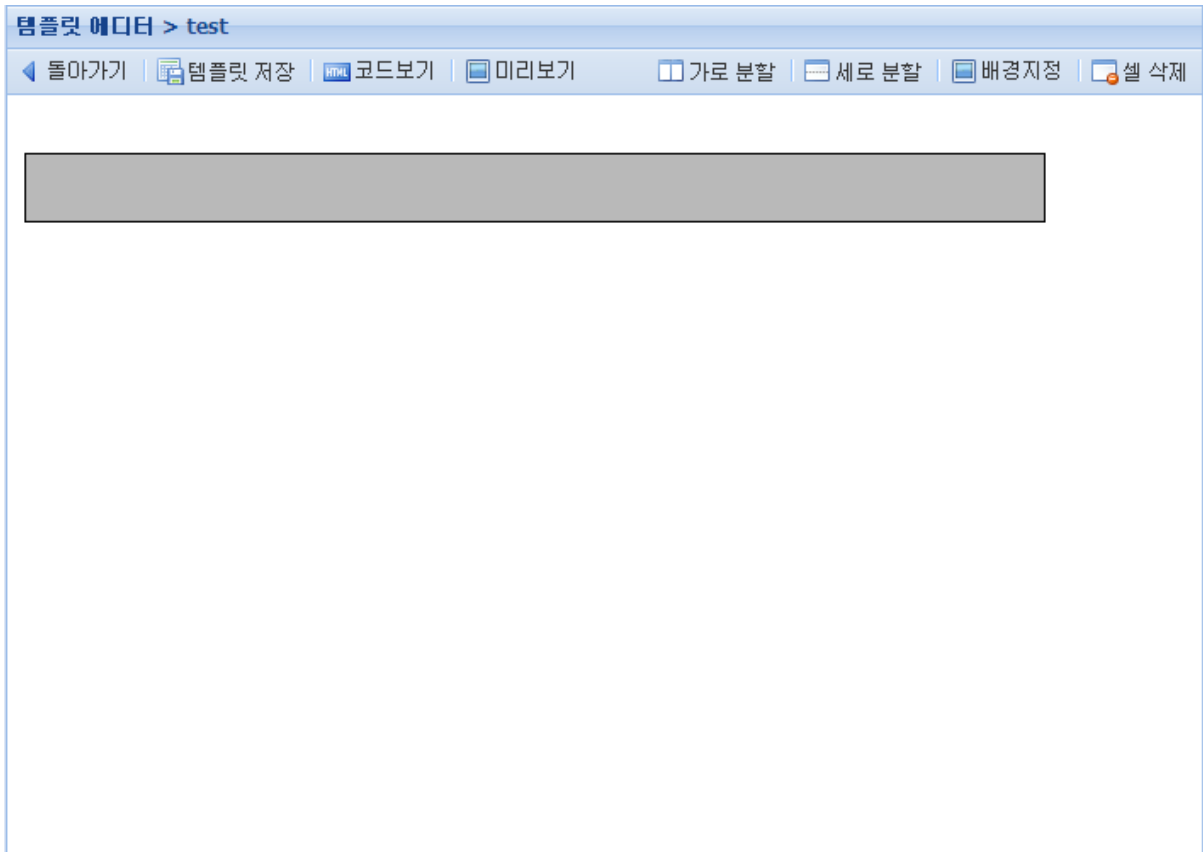 템플릿 에디터 > test
돌아가기 템플릿 저장 HTML 코드보기 미리보기 가로 분할 세로 분할 배경지정 셀 삭제